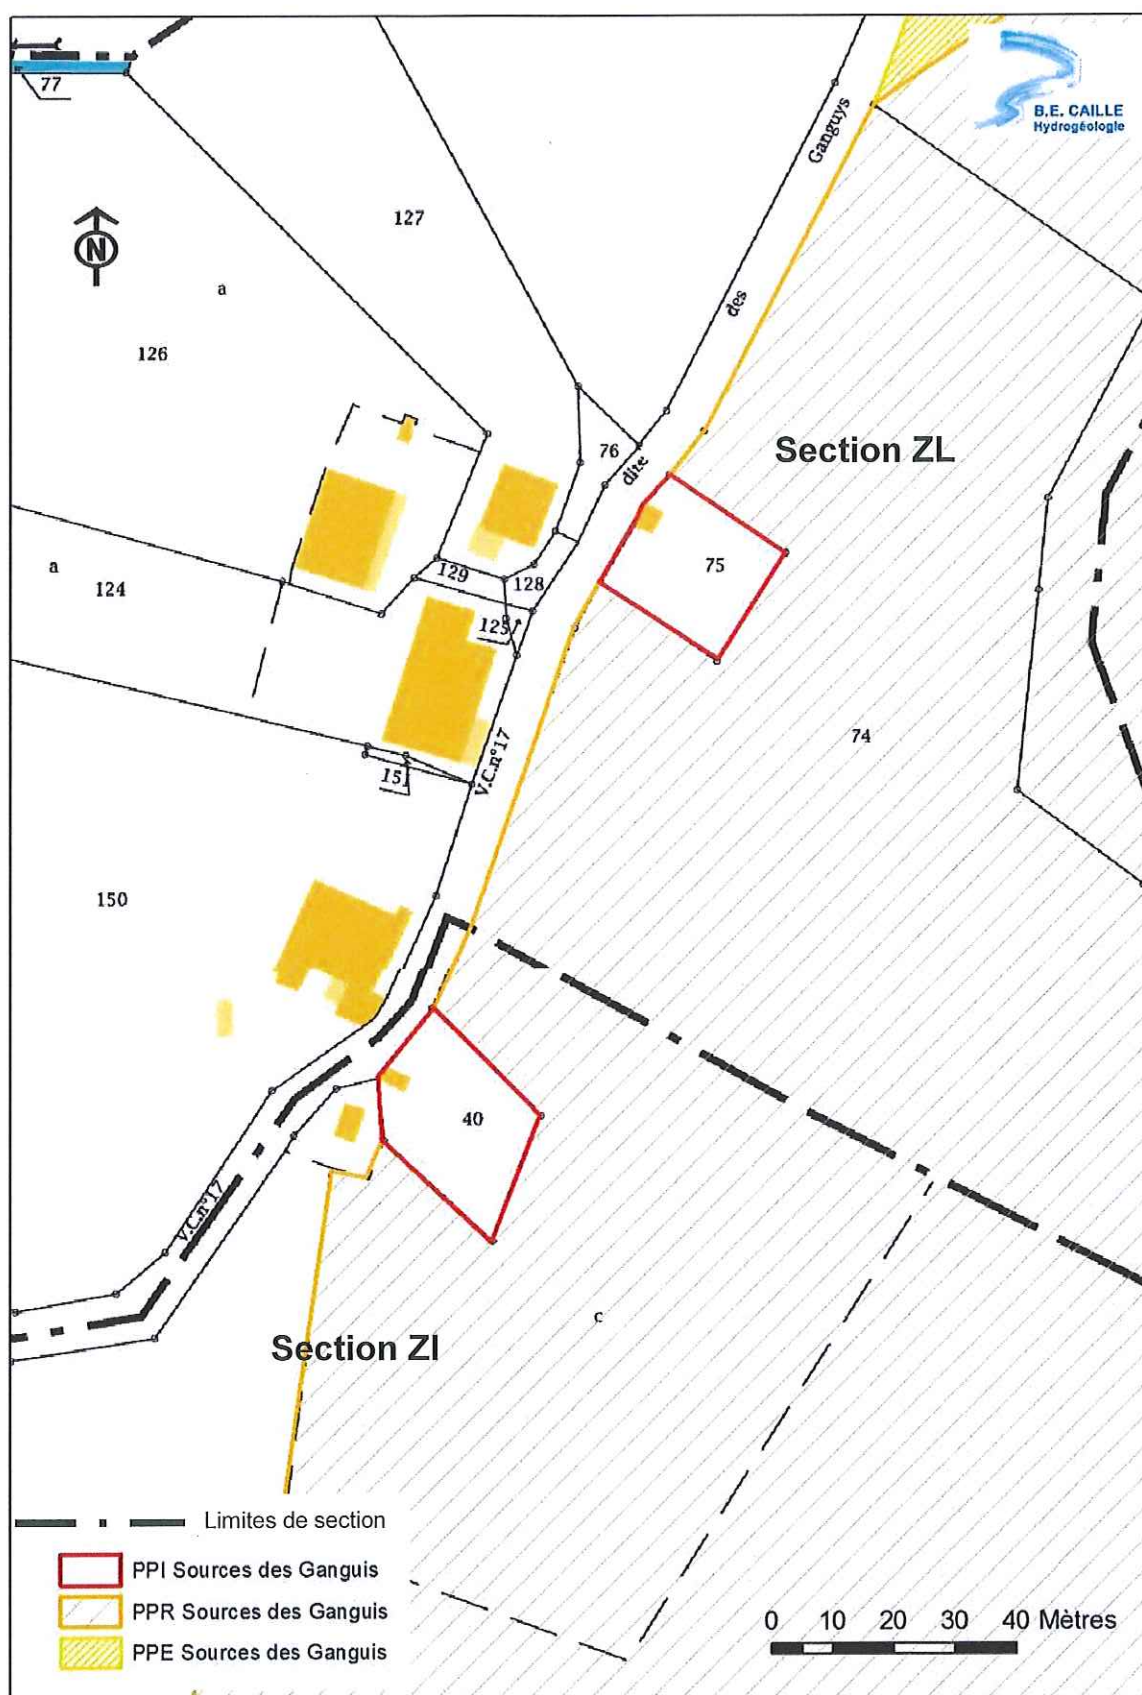 77
B.E. CAILLE
Hydrogéologie
Ganguys
127
N
a
des
126
Section ZL
76
dite
a
124
129
128
75
125
74
151
V.C.n°17
150
40
V.C.n°17
c
Section ZI
Limites de section
PPI Sources des Ganguis
PPR Sources des Ganguis
PPE Sources des Ganguis
0 10 20 30 40 Mètres